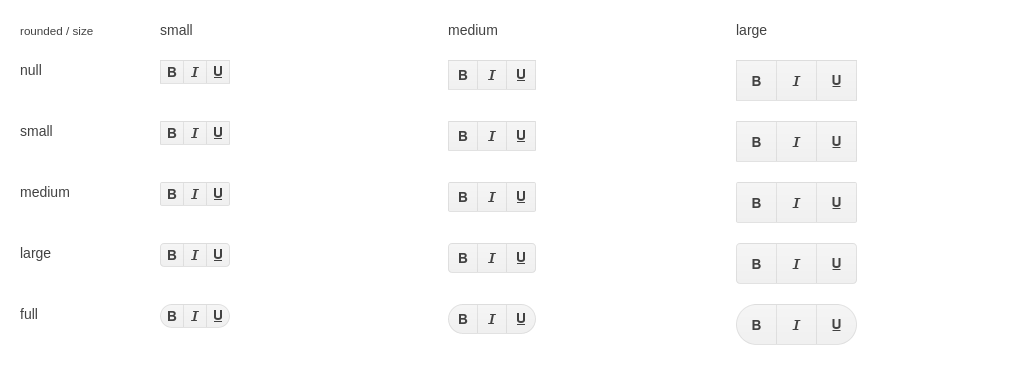 rounded / size small medium large
null B I U B I U B I U
small B I U B I U B I U
medium B I U B I U B I U
large B I U B I U B I U
full B I U B I U B I U